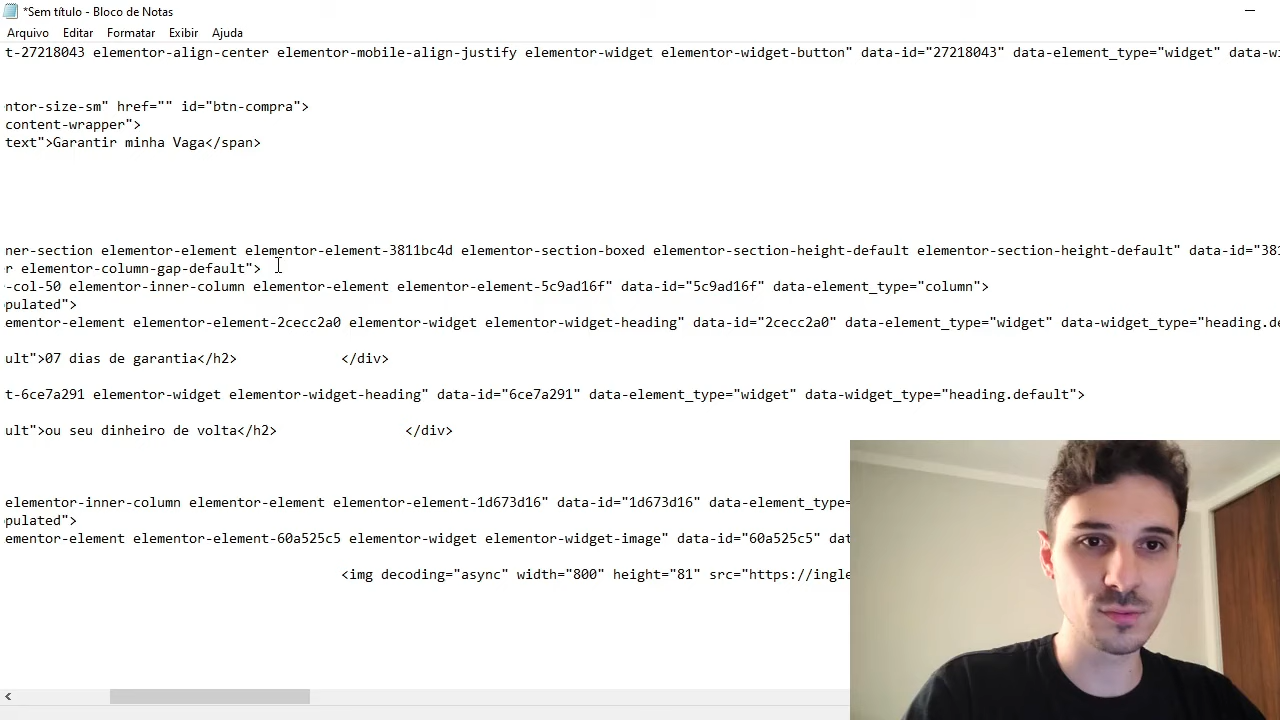 *Sem título - Bloco de Notas
Arquivo Editar Formatar Exibir Ajuda
t-27218043 elementor-align-center elementor-mobile-align-justify elementor-widget elementor-widget-button" data-id="27218043" data-element_type="widget" data-wi
ntor-size-sm" href="" id="btn-compra">
content-wrapper">
text">Garantir minha Vaga</span>
ner-section elementor-element elementor-element-3811bc4d elementor-section-boxed elementor-section-height-default elementor-section-height-default" data-id="381
r elementor-column-gap-default">
-col-50 elementor-inner-column elementor-element elementor-element-5c9ad16f" data-id="5c9ad16f" data-element_type="column">
pulated">
ementor-element elementor-element-2cecc2a0 elementor-widget elementor-widget-heading" data-id="2cecc2a0" data-element_type="widget" data-widget_type="heading.de
ult">07 dias de garantia</h2> </div>
t-6ce7a291 elementor-widget elementor-widget-heading" data-id="6ce7a291" data-element_type="widget" data-widget_type="heading.default">
ult">ou seu dinheiro de volta</h2> </div>
elementor-inner-column elementor-element elementor-element-1d673d16" data-id="1d673d16" data-element_type=
pulated">
ementor-element elementor-element-60a525c5 elementor-widget elementor-widget-image" data-id="60a525c5" dat
<img decoding="async" width="800" height="81" src="https://ingle